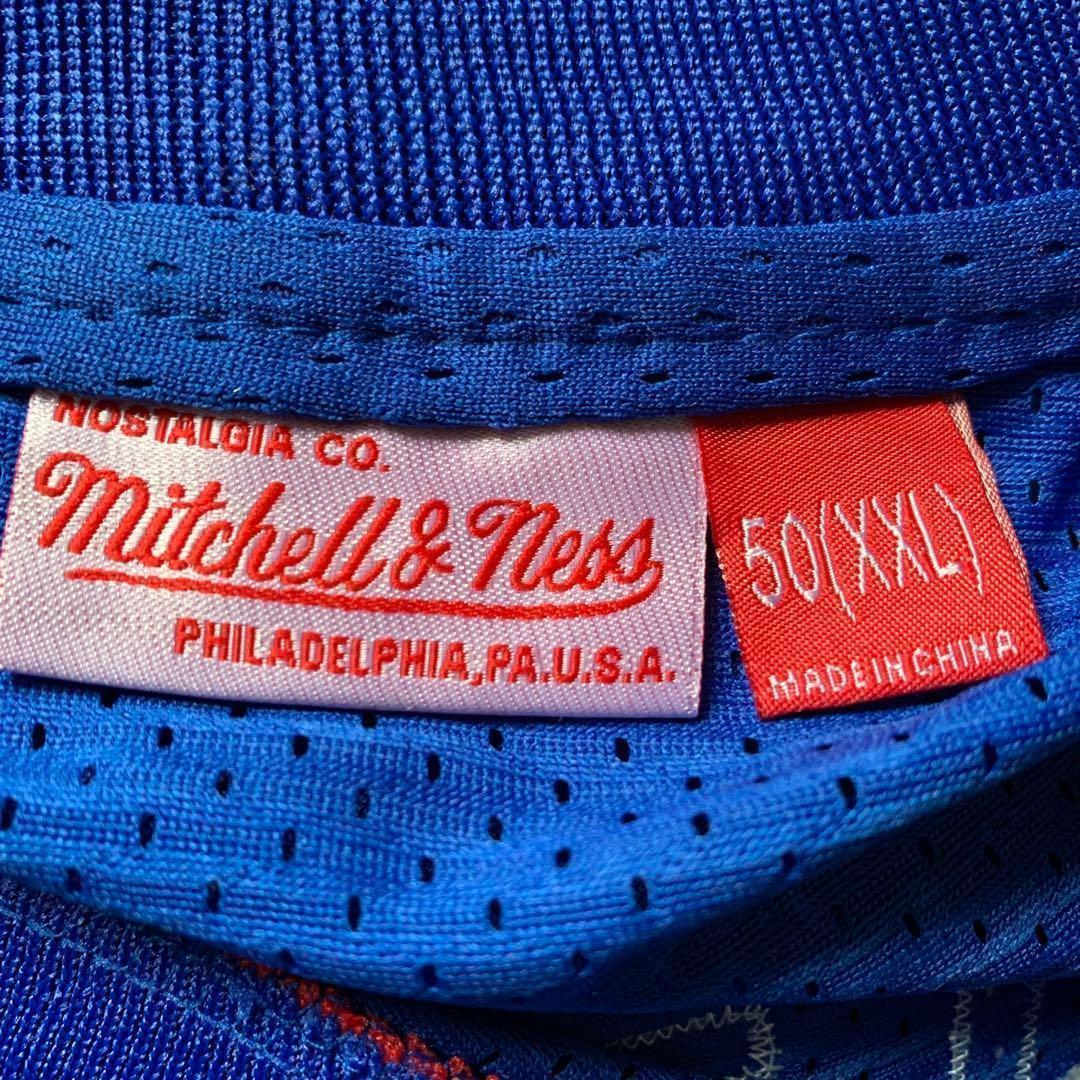 NOSTALGIA CO.
Mitchell & Ness
PHILADELPHIA, PA. U.S.A.
50(XXL)
MADE IN CHINA